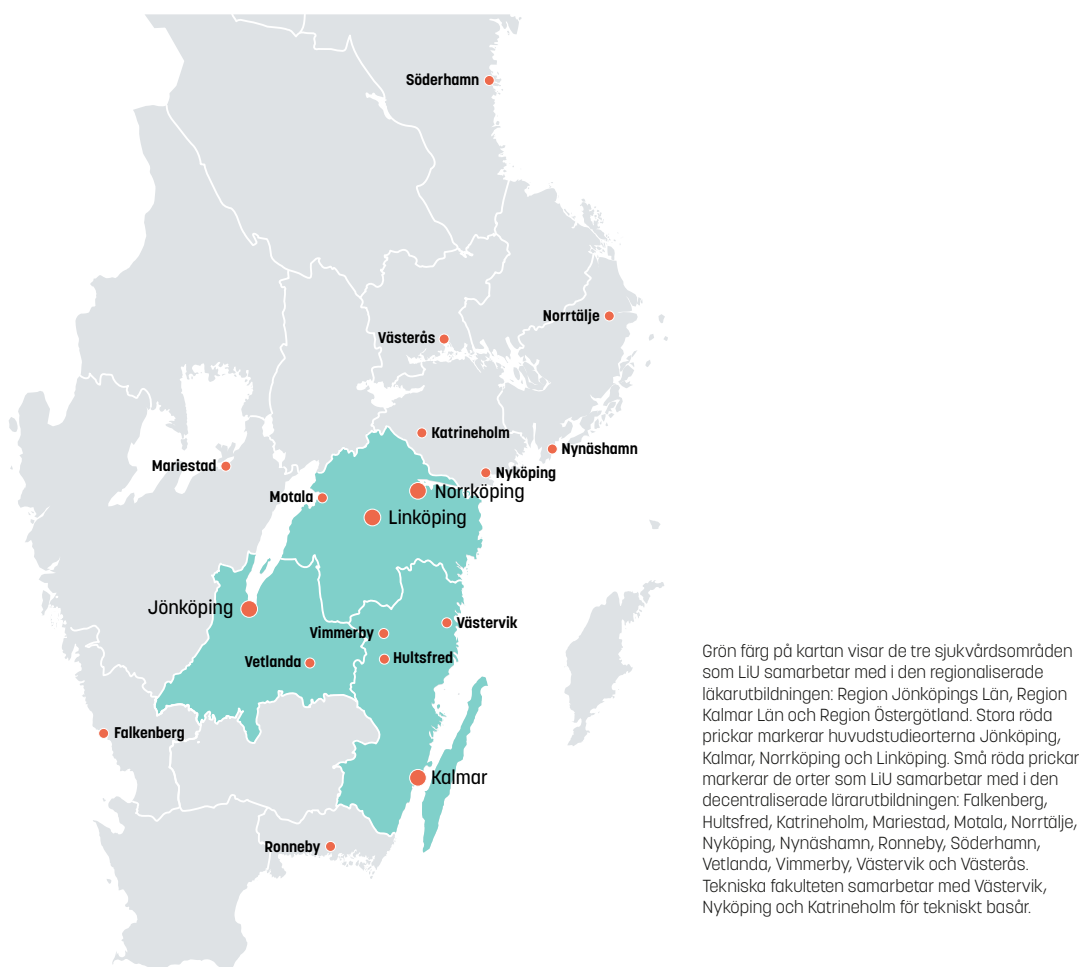 Söderhamn
Norrtälje
Västerås
Katrineholm
Nynäshamn
Mariestad
Nyköping
Motala
Norrköping
Linköping
Jönköping
Västervik
Vimmerby
Hultsfred
Vetlanda
Falkenberg
Kalmar
Ronneby
Grön färg på kartan visar de tre sjukvårdsområden
som LiU samarbetar med i den regionaliserade
läkarutbildningen: Region Jönköpings Län, Region
Kalmar Län och Region Östergötland. Stora röda
prickar markerar huvudstudieorterna Jönköping,
Kalmar, Norrköping och Linköping. Små röda prickar
markerar de orter som LiU samarbetar med i den
decentraliserade lärarutbildningen: Falkenberg,
Hultsfred, Katrineholm, Mariestad, Motala, Norrtälje,
Nyköping, Nynäshamn, Ronneby, Söderhamn,
Vetlanda, Vimmerby, Västervik och Västerås.
Tekniska fakulteten samarbetar med Västervik,
Nyköping och Katrineholm för tekniskt basår.